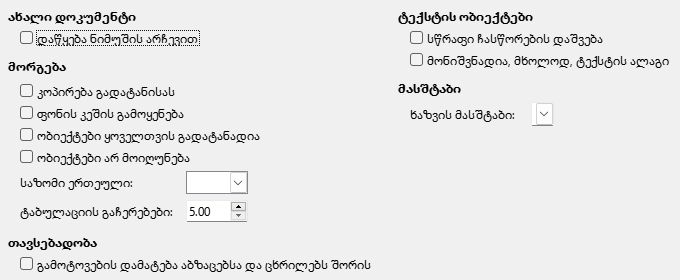 ახალი დოკუმენტი
დაწყება ნიმუშის არჩევით
მორგება
კოპირება გადატანისას
ფონის კეშის გამოყენება
ობიექტები ყოველთვის გადატანადია
ობიექტები არ მოიღუნება
საზომი ერთეული:
ტაბულაციის გაჩერებები: 5.00
თავსებადობა
გამოტოვების დამატება აბზაცებსა და ცხრილებს შორის
ტექსტის ობიექტები
სწრაფი ჩასწორების დაშვება
მონიშვნადია, მხოლოდ, ტექსტის ალაგი
მასშტაბი
ხაზვის მასშტაბი: